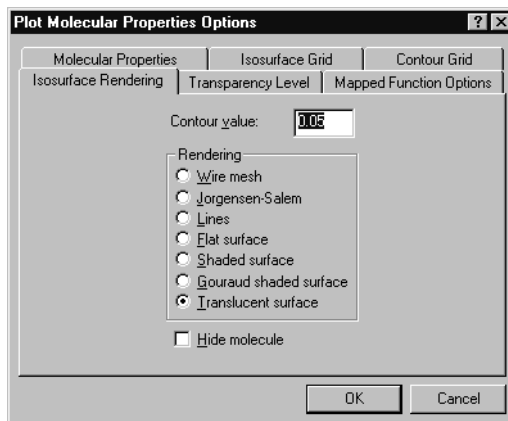 Plot Molecular Properties Options
Molecular Properties Isosurface Grid Contour Grid
Isosurface Rendering Transparency Level Mapped Function Options
Contour value: 0.05
Rendering
Wire mesh
Jorgensen-Salem
Lines
Flat surface
Shaded surface
Gouraud shaded surface
Translucent surface
Hide molecule
OK Cancel